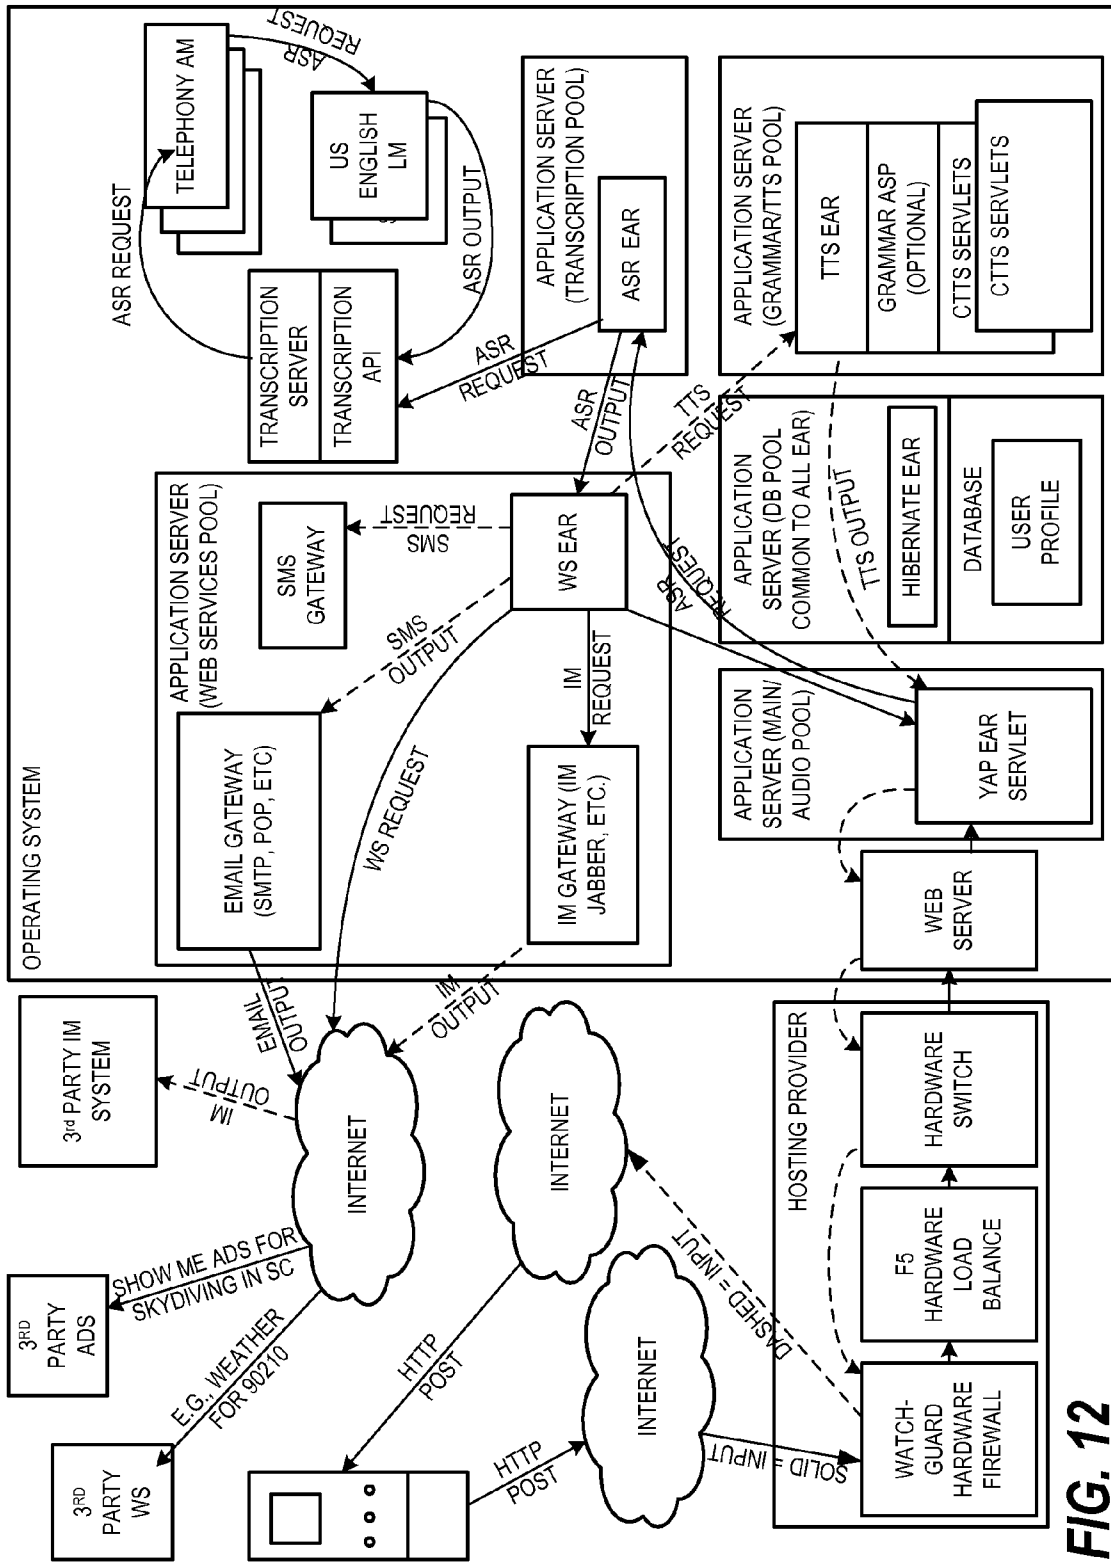 3RD
PARTY
WS
3RD
PARTY
ADS
3rd PARTY IM
SYSTEM
E.G., WEATHER
FOR 90210
SHOW ME ADS FOR
SKYDIVING IN SC
IM
OUTPUT
INTERNET
EMAIL
OUTPUT
IM
OUTPUT
HTTP
POST
HTTP
POST
INTERNET
INTERNET
SOLID = INPUT
DASHED = INPUT
HOSTING PROVIDER
WATCH-
GUARD
HARDWARE
FIREWALL
F5
HARDWARE
LOAD
BALANCE
HARDWARE
SWITCH
OPERATING SYSTEM
WEB
SERVER
APPLICATION SERVER
(WEB SERVICES POOL)
EMAIL GATEWAY
(SMTP, POP, ETC)
SMS
GATEWAY
SMS
OUTPUT
SMS
REQUEST
WS REQUEST
WS EAR
IM
REQUEST
IM GATEWAY (IM
JABBER, ETC.)
ASR REQUEST
TELEPHONY AM
ASR
REQUEST
TRANSCRIPTION
SERVER
TRANSCRIPTION
API
US
ENGLISH
LM
S
ASR OUTPUT
ASR
REQUEST
APPLICATION SERVER
(TRANSCRIPTION POOL)
ASR EAR
ASR
OUTPUT
TTS
REQUEST
ASR
REQUEST
APPLICATION
SERVER (MAIN/
AUDIO POOL)
YAP EAR
SERVLET
APPLICATION
SERVER (DB POOL
COMMON TO ALL EAR)
TTS OUTPUT
HIBERNATE EAR
DATABASE
USER
PROFILE
APPLICATION SERVER
(GRAMMAR/TTS POOL)
TTS EAR
GRAMMAR ASP
(OPTIONAL)
CTTS SERVLETS
CTTS SERVLETS
FIG. 12